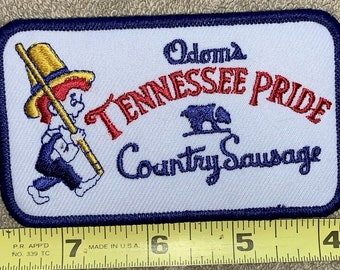 Odom's
TENNESSEE PRIDE
Country Sausage
P.R. APP'D
NO. 339 TC
MADE IN U.S.A.
7 6 5 4